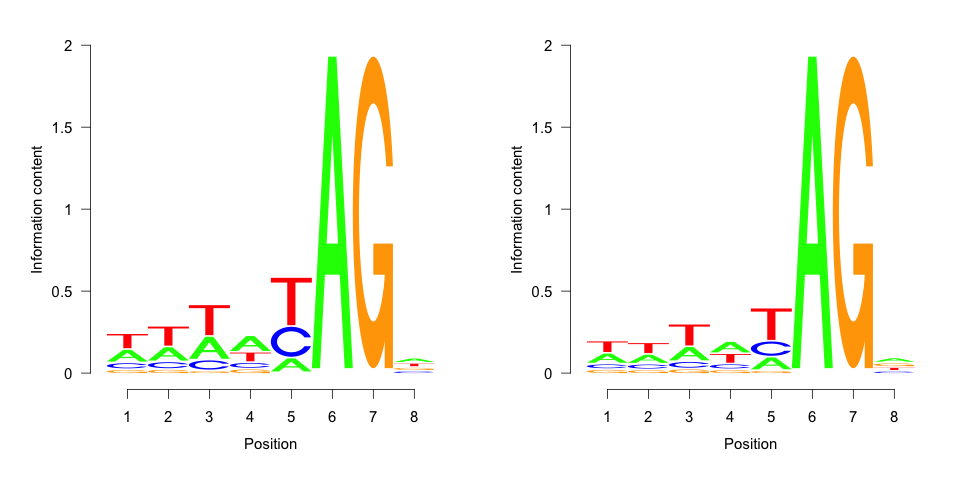 2
1.5
1
0.5
0
Information content
T T T A T A G A
A A A T C
C C C C A
G G G
1 2 3 4 5 6 7 8
Position
2
1.5
1
0.5
0
Information content
T T T A T A G A
A A A T C
C C C C A
G G G
1 2 3 4 5 6 7 8
Position